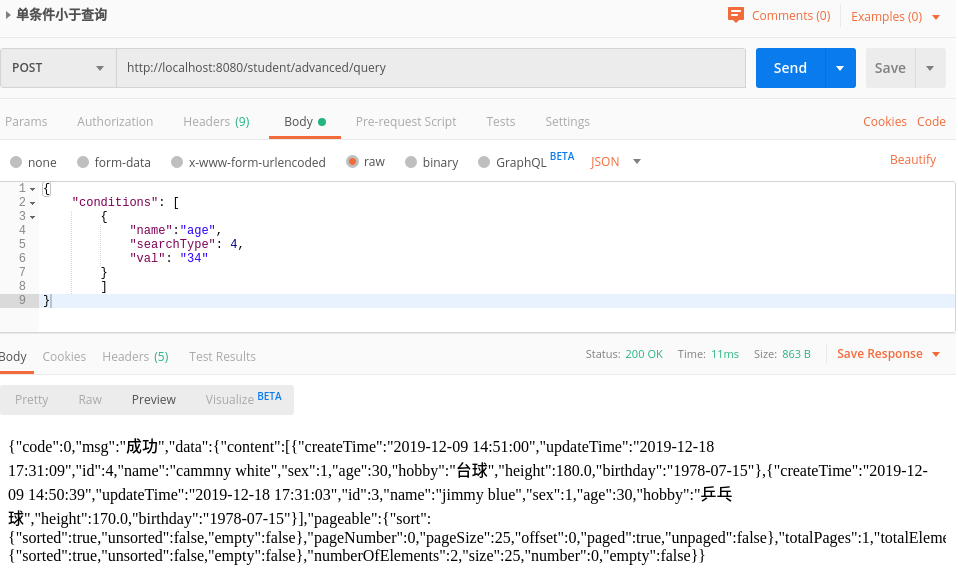 单条件小于查询 Comments (0) Examples (0)
POST http://localhost:8080/student/advanced/query Send Save
Params Authorization Headers (9) Body Pre-request Script Tests Settings Cookies Code
none form-data x-www-form-urlencoded raw binary GraphQL BETA JSON Beautify
1 {
2 "conditions": [
3 {
4 "name":"age",
5 "searchType": 4,
6 "val": "34"
7 }
8 ]
9 }
Body Cookies Headers (5) Test Results Status: 200 OK Time: 11ms Size: 863 B Save Response
Pretty Raw Preview Visualize BETA
{"code":0,"msg":"成功","data":{"content":[{"createTime":"2019-12-09 14:51:00","updateTime":"2019-12-18
17:31:09","id":4,"name":"cammny white","sex":1,"age":30,"hobby":"台球","height":180.0,"birthday":"1978-07-15"},{"createTime":"2019-12-
09 14:50:39","updateTime":"2019-12-18 17:31:03","id":3,"name":"jimmy blue","sex":1,"age":30,"hobby":"乒乓
球","height":170.0,"birthday":"1978-07-15"}],"pageable":{"sort":
{"sorted":true,"unsorted":false,"empty":false},"pageNumber":0,"pageSize":25,"offset":0,"paged":true,"unpaged":false},"totalPages":1,"totalEleme
{"sorted":true,"unsorted":false,"empty":false},"numberOfElements":2,"size":25,"number":0,"empty":false}}